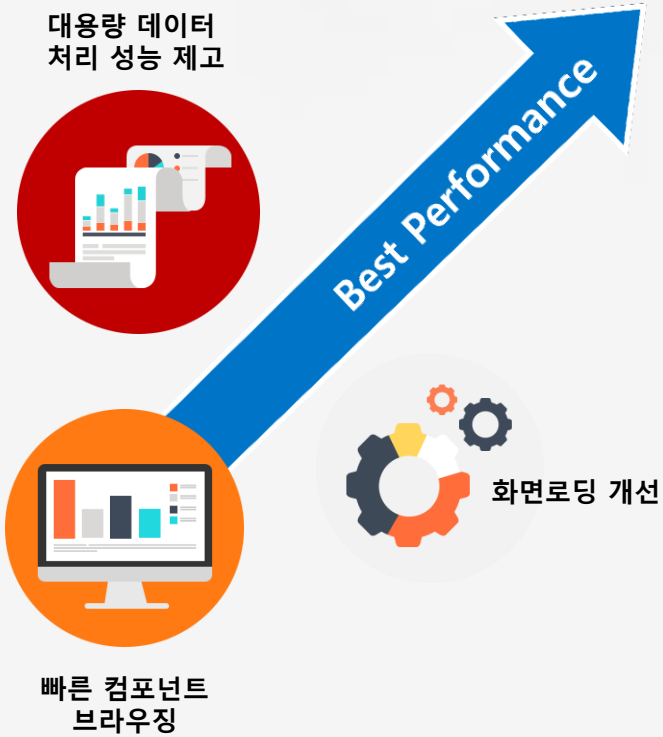 대용량 데이터
처리 성능 제고
Best Performance
화면로딩 개선
빠른 컴포넌트
브라우징